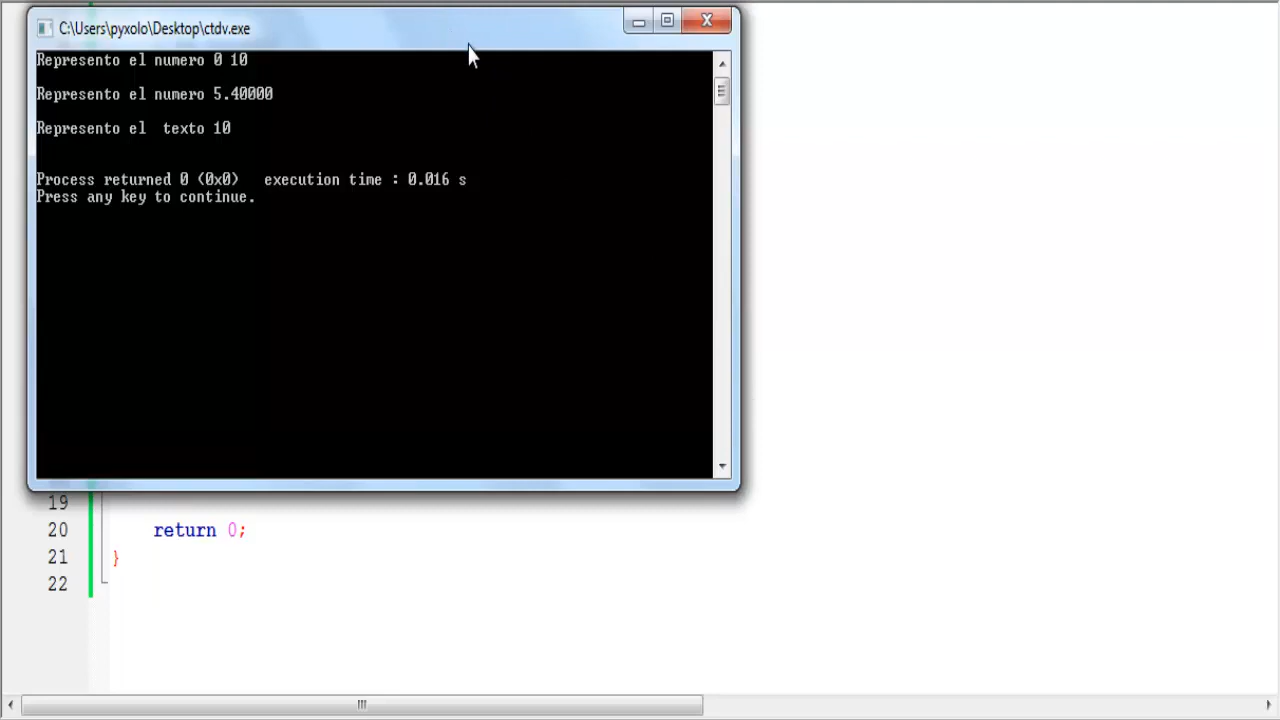 C:\Users\pyxolo\Desktop\ctdv.exe
Represento el numero 0 10
Represento el numero 5.40000
Represento el  texto 10
Process returned 0 (0x0)   execution time : 0.016 s
Press any key to continue.
19
20 return 0;
21 }
22